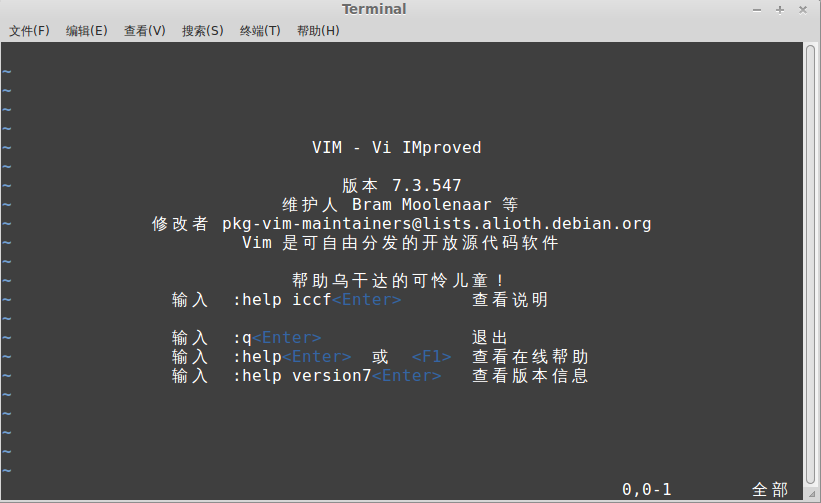 Terminal
文件(F) 编辑(E) 查看(V) 搜索(S) 终端(T) 帮助(H)
~
~
~
~
~ VIM - Vi IMproved
~
~ 版本 7.3.547
~ 维护人 Bram Moolenaar 等
~ 修改者 pkg-vim-maintainers@lists.alioth.debian.org
~ Vim 是可自由分发的开放源代码软件
~
~ 帮助乌干达的可怜儿童！
~ 输入 :help iccf<Enter> 查看说明
~
~ 输入 :q<Enter> 退出
~ 输入 :help<Enter> 或 <F1> 查看在线帮助
~ 输入 :help version7<Enter> 查看版本信息
~
~
~
~
~
0,0-1 全部